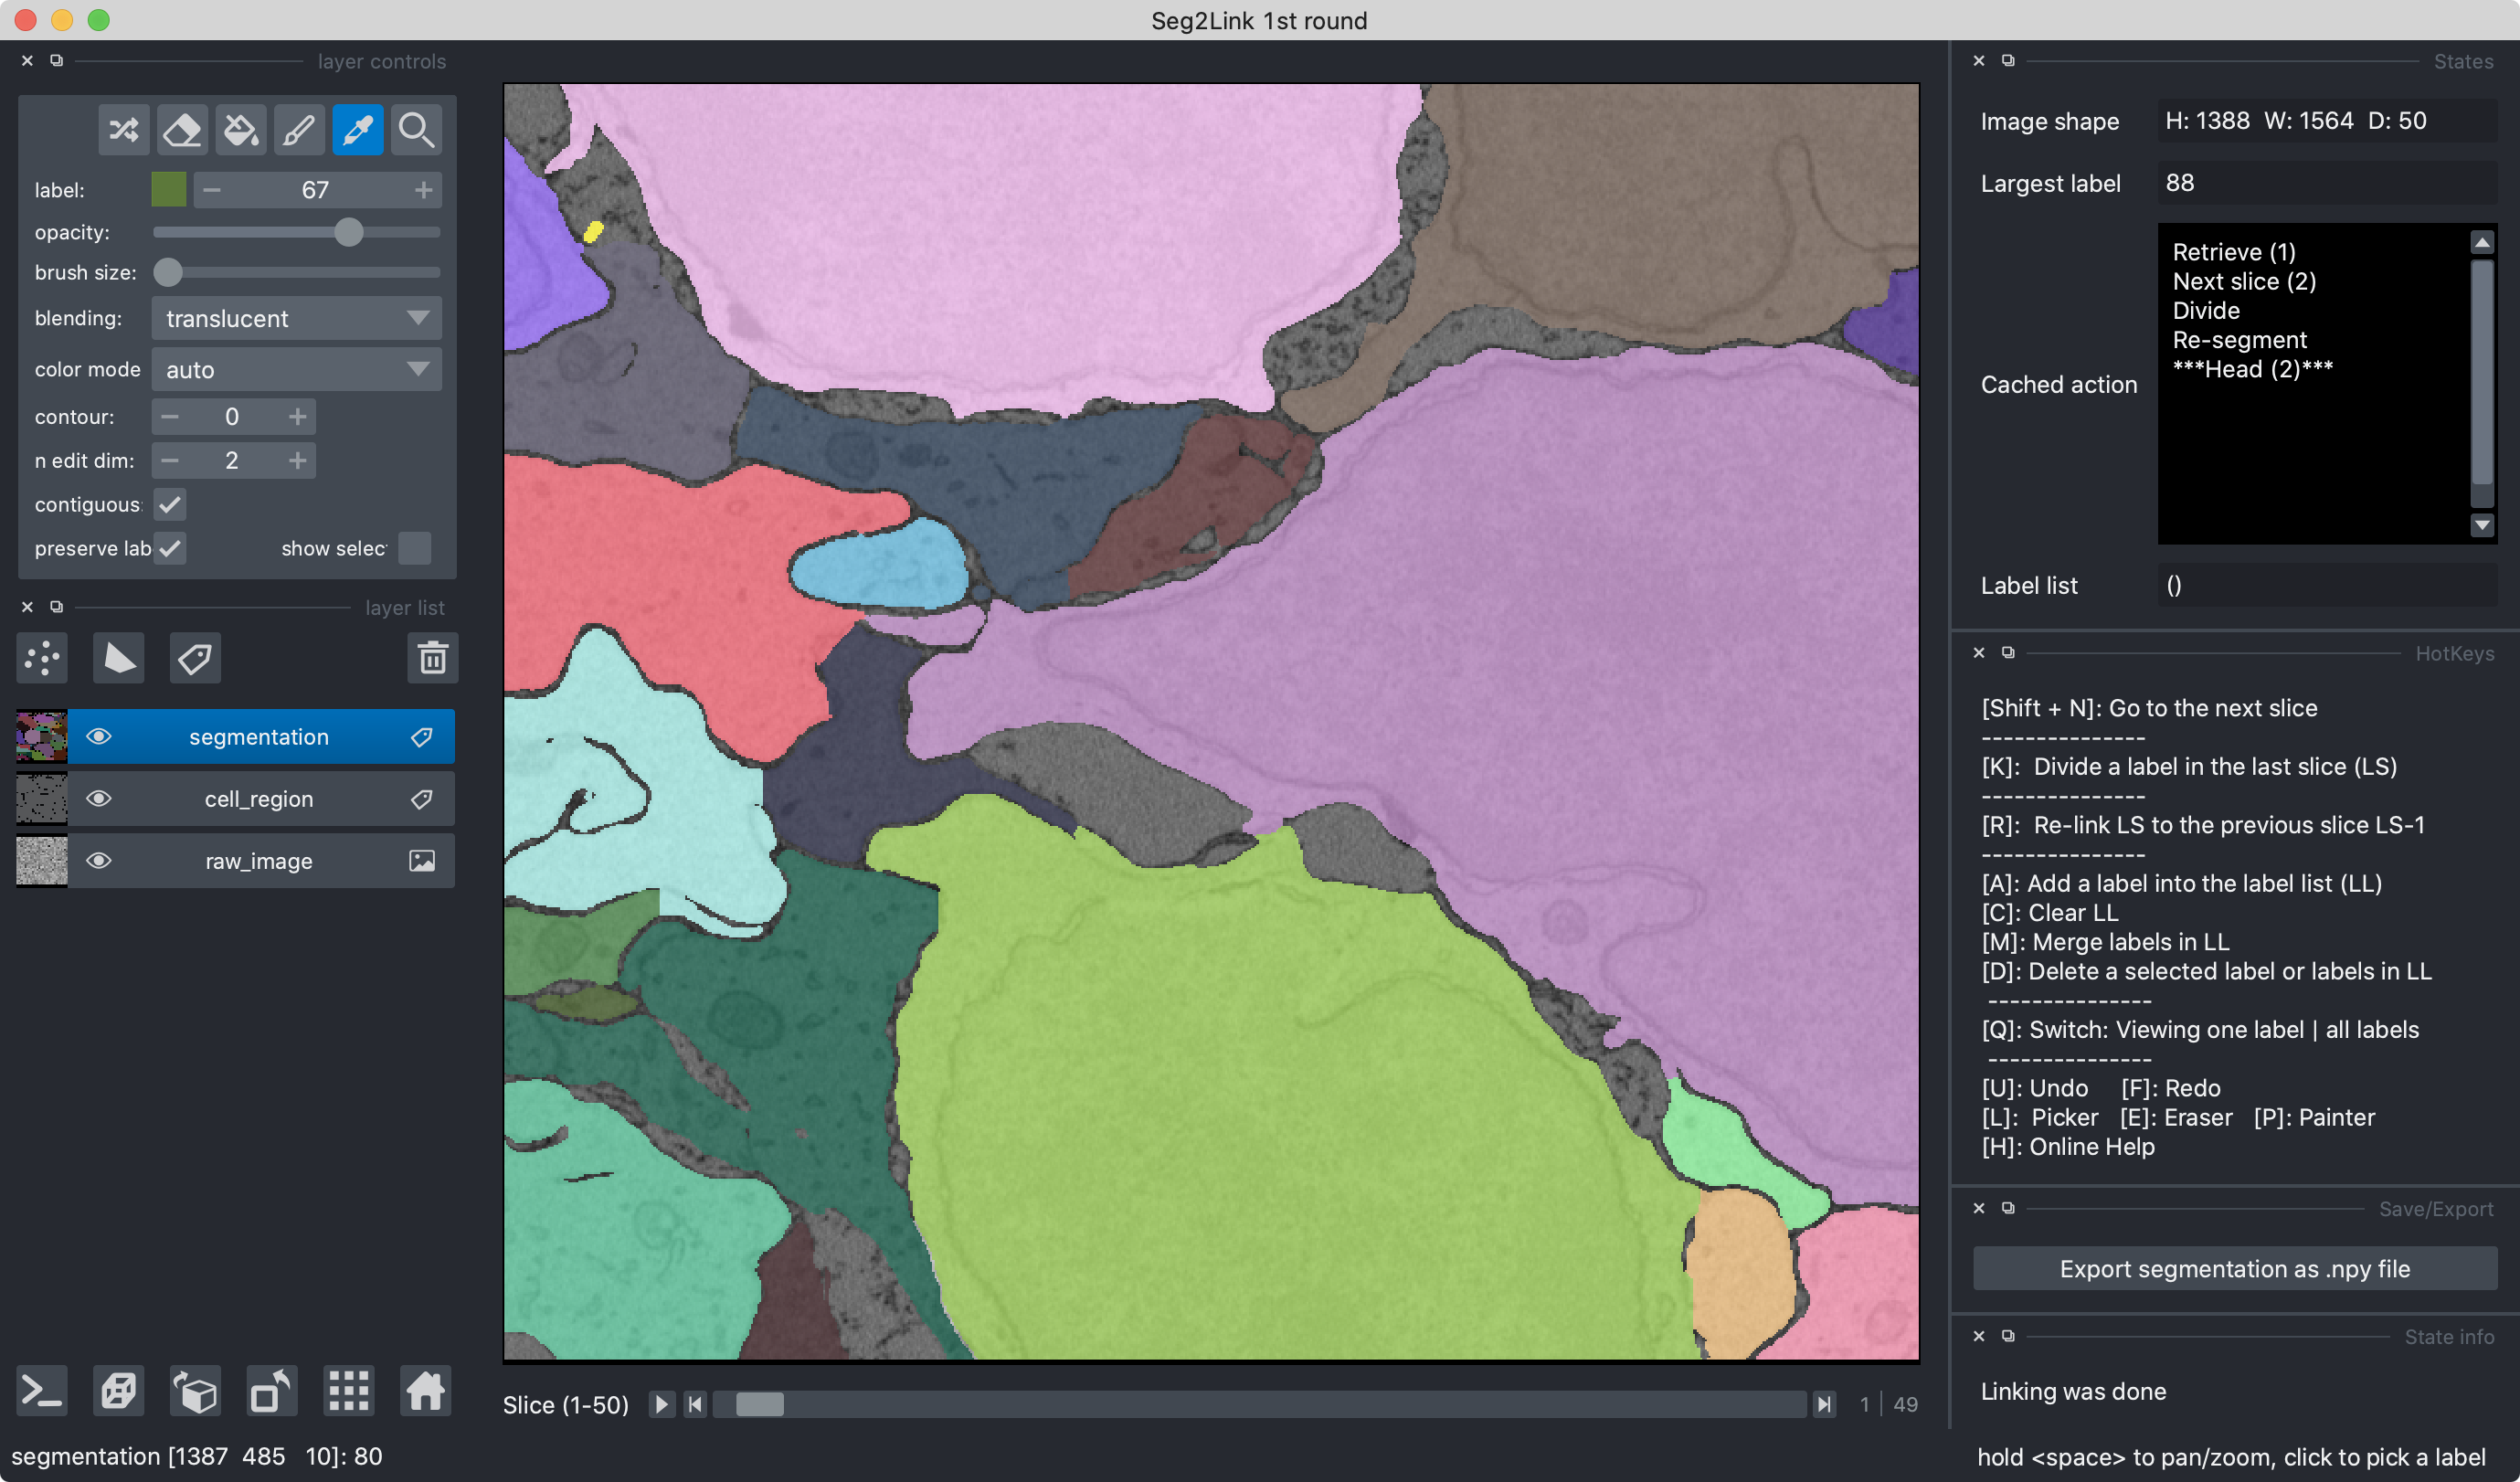 Seg2Link 1st round
layer controls
label:
67
opacity:
brush size:
blending:
translucent
color mode
auto
contour:
0
n edit dim:
2
contiguous:
preserve lab
show selec
layer list
segmentation
cell_region
raw_image
Slice (1-50)
1 | 49
segmentation [1387 485 10]: 80
States
Image shape
H: 1388 W: 1564 D: 50
Largest label
88
Cached action
Retrieve (1)
Next slice (2)
Divide
Re-segment
***Head (2)***
Label list
()
HotKeys
[Shift + N]: Go to the next slice
---------------
[K]: Divide a label in the last slice (LS)
---------------
[R]: Re-link LS to the previous slice LS-1
---------------
[A]: Add a label into the label list (LL)
[C]: Clear LL
[M]: Merge labels in LL
[D]: Delete a selected label or labels in LL
---------------
[Q]: Switch: Viewing one label | all labels
---------------
[U]: Undo [F]: Redo
[L]: Picker [E]: Eraser [P]: Painter
[H]: Online Help
Save/Export
Export segmentation as .npy file
State info
Linking was done
hold <space> to pan/zoom, click to pick a label